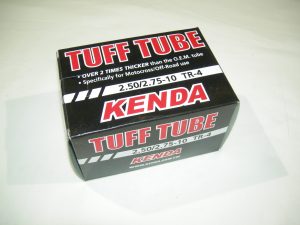 TUFF TUBE
• OVER 2 TIMES THICKER than the O.E.M. tube
• Specifically for Motocross/Off-Road use
2.50/2.75-10 TR-4
KENDA
TUFF TUBE
2.50/2.75-10 TR-4
KENDA